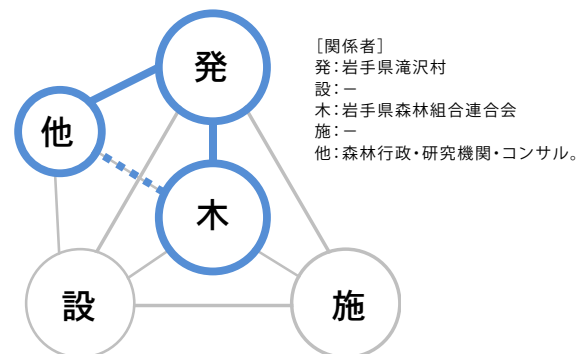 発
他
木
設
施
［関係者］
発：岩手県滝沢村
設：－
木：岩手県森林組合連合会
施：－
他：森林行政・研究機関・コンサル。